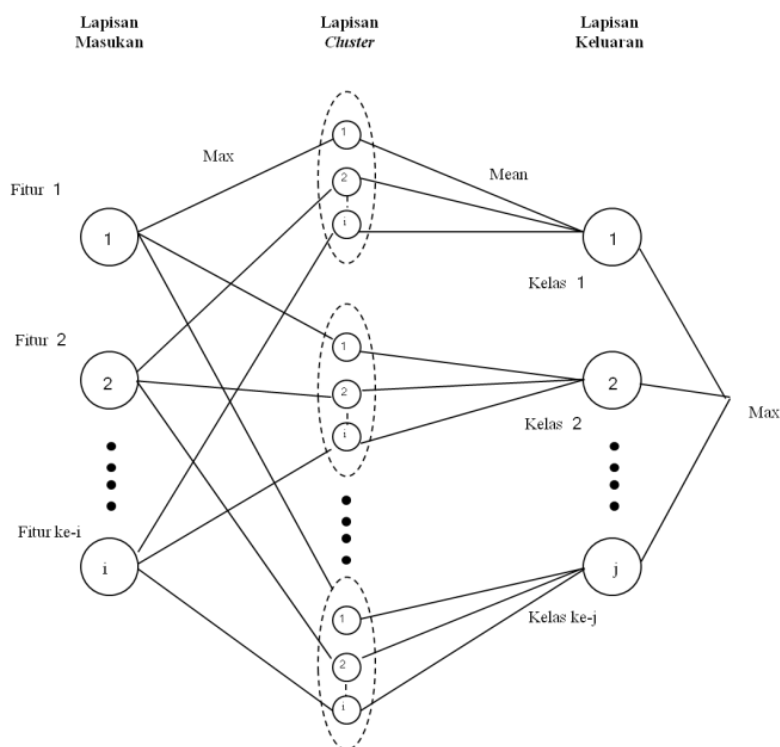 Lapisan
Masukan
Lapisan
Cluster
Lapisan
Keluaran
Max
Mean
Fitur 1
1
Fitur 2
2
Fitur ke-i
i
1
2
i
1
2
i
1
2
i
1
Kelas 1
2
Kelas 2
j
Kelas ke-j
Max